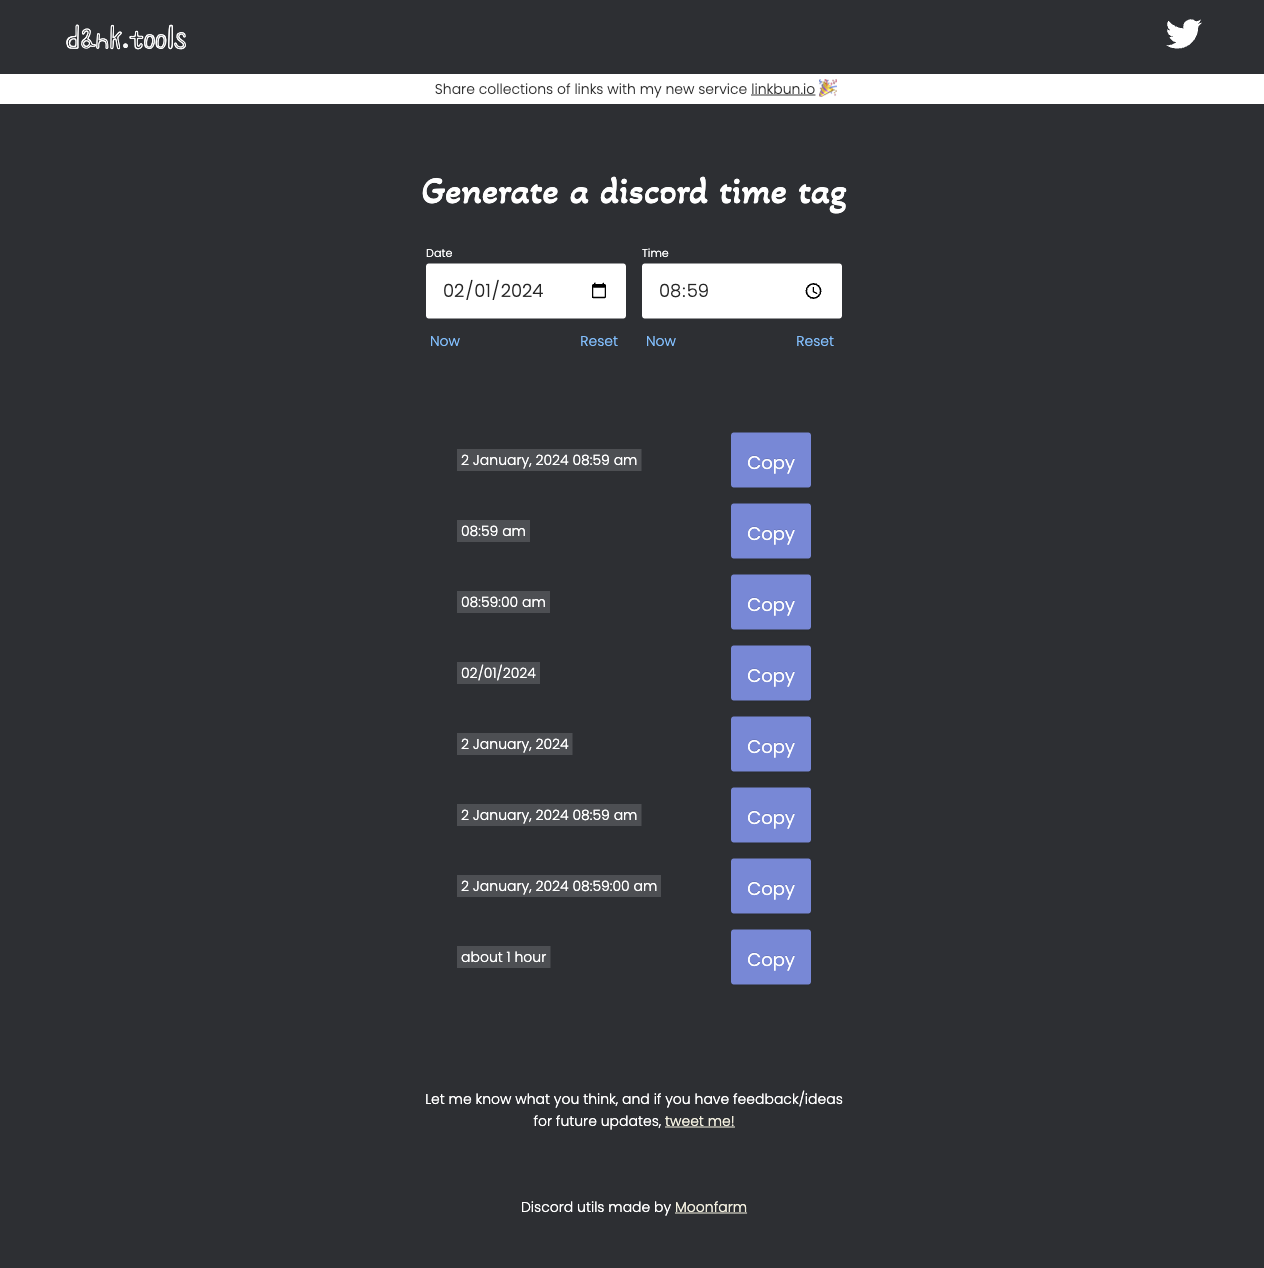 dank.tools
Share collections of links with my new service linkbun.io 🎉
Generate a discord time tag
Date
Time
02/01/2024
08:59
Now
Reset
Now
Reset
2 January, 2024 08:59 am
Copy
08:59 am
Copy
08:59:00 am
Copy
02/01/2024
Copy
2 January, 2024
Copy
2 January, 2024 08:59 am
Copy
2 January, 2024 08:59:00 am
Copy
about 1 hour
Copy
Let me know what you think, and if you have feedback/ideas
for future updates, tweet me!
Discord utils made by Moonfarm